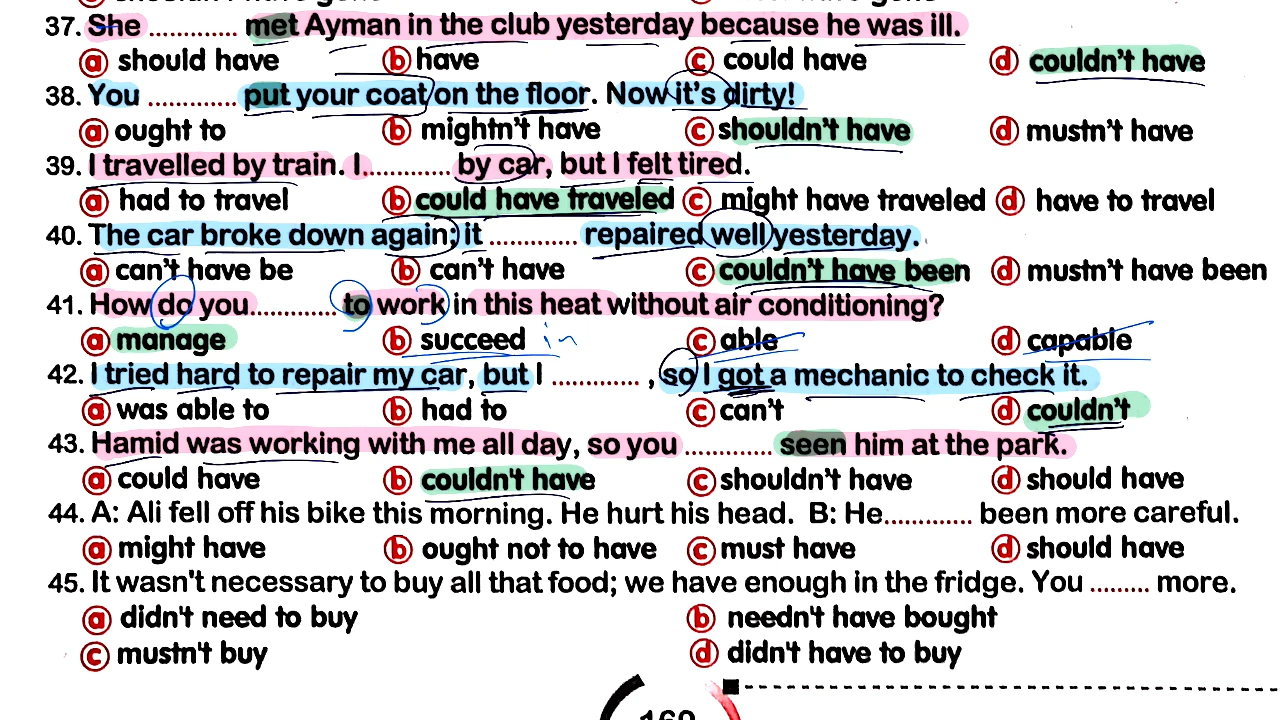 37. She ............. met Ayman in the club yesterday because he was ill.
a should have b have c could have d couldn't have
38. You ............. put your coat on the floor. Now it's dirty!
a ought to b mightn't have c shouldn't have d mustn't have
39. I travelled by train. I............. by car, but I felt tired.
a had to travel b could have traveled c might have traveled d have to travel
40. The car broke down again; it ............. repaired well yesterday.
a can't have be b can't have c couldn't have been d mustn't have been
41. How do you............. to work in this heat without air conditioning?
a manage b succeed in c able d capable
42. I tried hard to repair my car, but I ............. , so I got a mechanic to check it.
a was able to b had to c can't d couldn't
43. Hamid was working with me all day, so you ............. seen him at the park.
a could have b couldn't have c shouldn't have d should have
44. A: Ali fell off his bike this morning. He hurt his head. B: He............. been more careful.
a might have b ought not to have c must have d should have
45. It wasn't necessary to buy all that food; we have enough in the fridge. You ......... more.
a didn't need to buy b needn't have bought
c mustn't buy d didn't have to buy